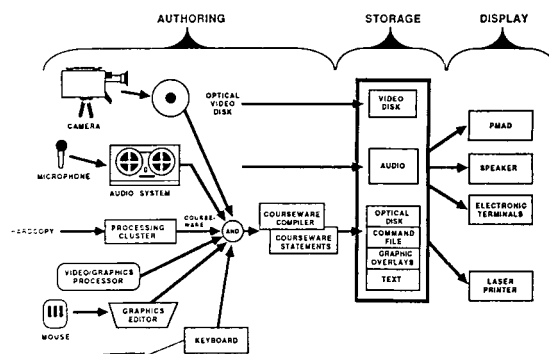 AUTHORING
STORAGE
DISPLAY
CAMERA
OPTICAL
VIDEO
DISK
VIDEO
DISK
PMAD
MICROPHONE
AUDIO SYSTEM
AUDIO
SPEAKER
ELECTRONIC
TERMINALS
HARDCOPY
PROCESSING
CLUSTER
COURSE-
WARE
AND
COURSEWARE
COMPILER
COURSEWARE
STATEMENTS
OPTICAL
DISK
COMMAND
FILE
GRAPHIC
OVERLAYS
TEXT
VIDEO/GRAPHICS
PROCESSOR
LASER
PRINTER
MOUSE
GRAPHICS
EDITOR
KEYBOARD